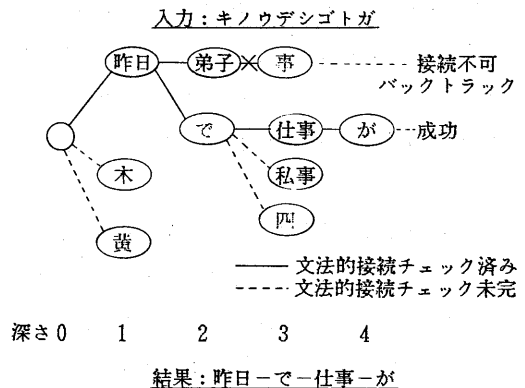 入力：キノウデシゴトガ
昨日 弟子 事 接続不可
バックトラック
で 仕事 が 成功
木 私事
黄 四
文法的接続チェック済み
文法的接続チェック未完
深さ 0 1 2 3 4
結果：昨日－で－仕事－が